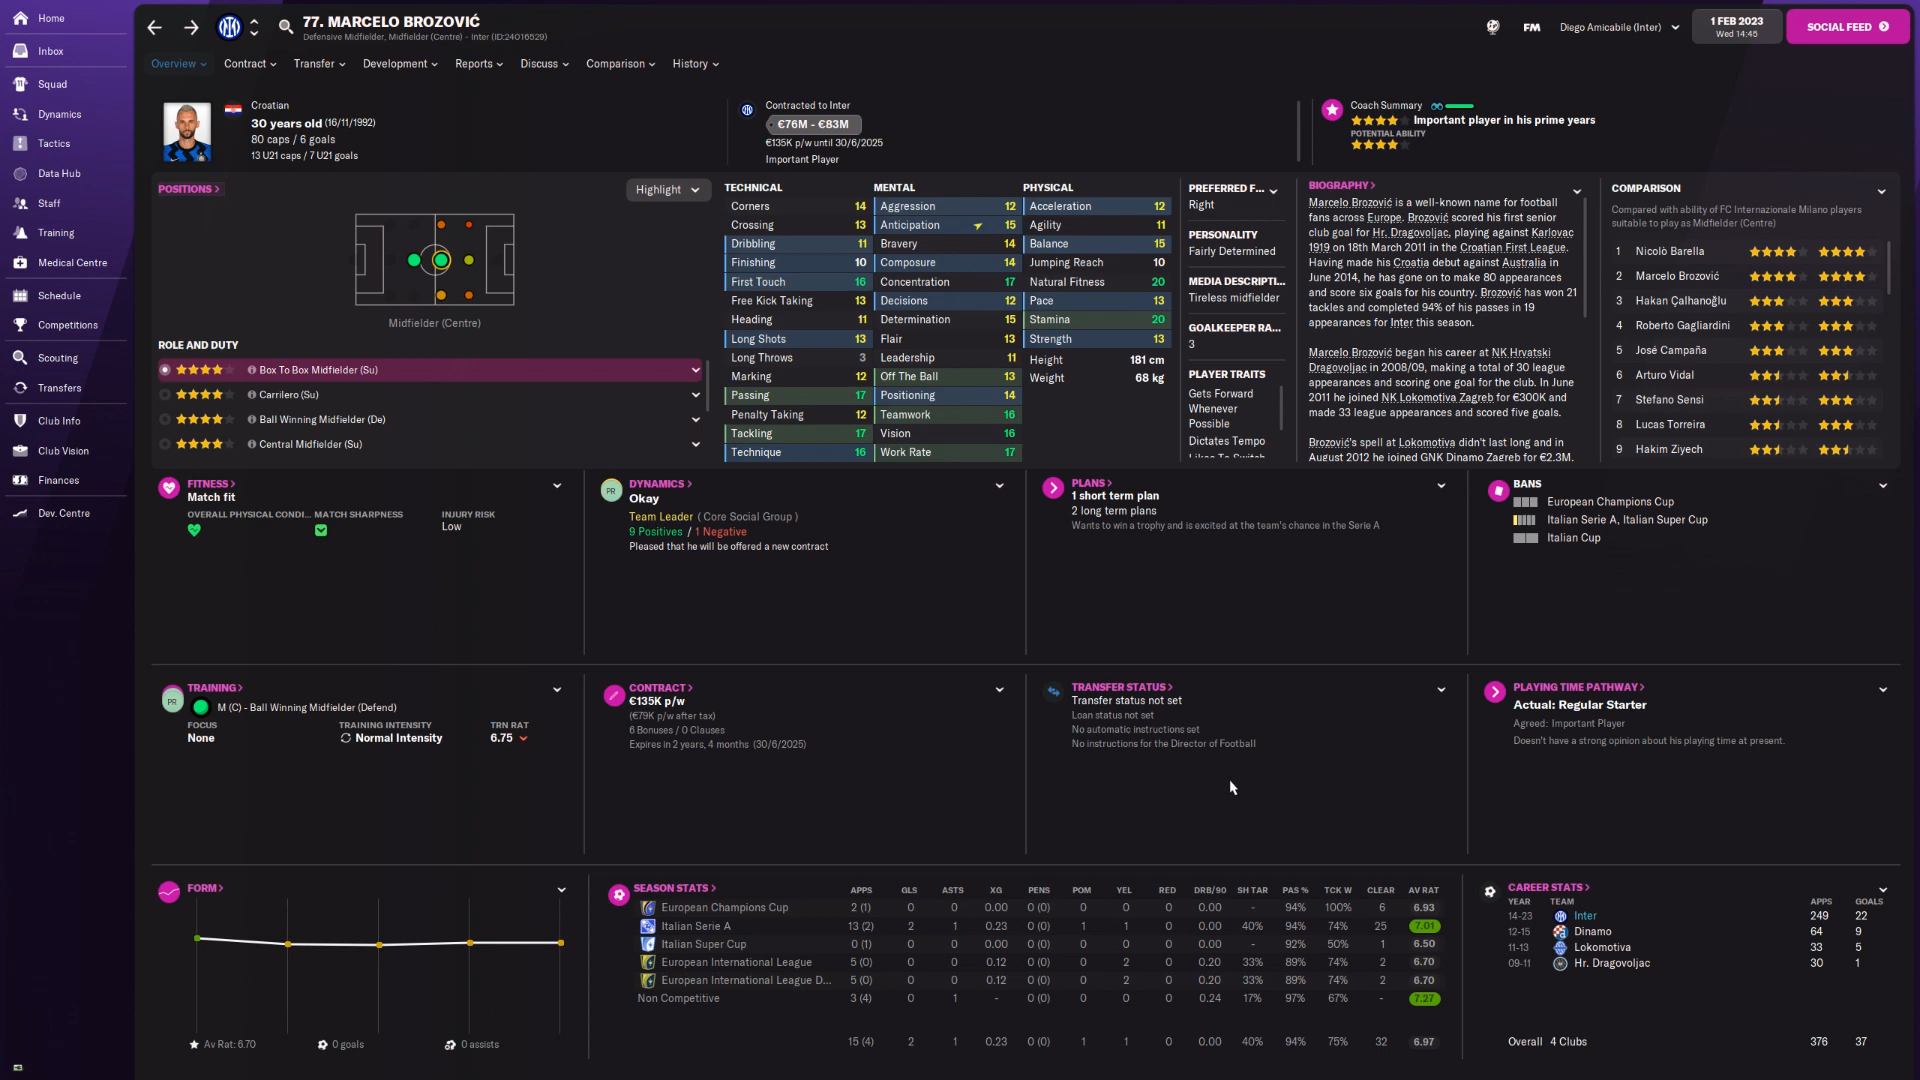 Home
Inbox
Squad
Dynamics
Tactics
Data Hub
Staff
Training
Medical Centre
Schedule
Competitions
Scouting
Transfers
Club Info
Club Vision
Finances
Dev. Centre
77. MARCELO BROZOVIĆ
Defensive Midfielder, Midfielder (Centre) - Inter (ID:24016529)
FM
Diego Amicabile (Inter)
1 FEB 2023
Wed 14:45
SOCIAL FEED
Overview Contract Transfer Development Reports Discuss Comparison History
Croatian
30 years old (16/11/1992)
80 caps / 6 goals
13 U21 caps / 7 U21 goals
Contracted to Inter
€76M - €83M
€135K p/w until 30/6/2025
Important Player
Coach Summary
Important player in his prime years
POTENTIAL ABILITY
POSITIONS >
Highlight
Midfielder (Centre)
ROLE AND DUTY
Box To Box Midfielder (Su)
Carrilero (Su)
Ball Winning Midfielder (De)
Central Midfielder (Su)
TECHNICAL
Corners 14
Crossing 13
Dribbling 11
Finishing 10
First Touch 16
Free Kick Taking 13
Heading 11
Long Shots 13
Long Throws 3
Marking 12
Passing 17
Penalty Taking 12
Tackling 17
Technique 16
MENTAL
Aggression 12
Anticipation 15
Bravery 14
Composure 14
Concentration 17
Decisions 12
Determination 15
Flair 13
Leadership 11
Off The Ball 13
Positioning 14
Teamwork 16
Vision 16
Work Rate 17
PHYSICAL
Acceleration 12
Agility 11
Balance 15
Jumping Reach 10
Natural Fitness 20
Pace 13
Stamina 20
Strength 13
Height 181 cm
Weight 68 kg
PREFERRED F...
Right
PERSONALITY
Fairly Determined
MEDIA DESCRIPTI...
Tireless midfielder
GOALKEEPER RA...
3
PLAYER TRAITS
Gets Forward
Whenever
Possible
Dictates Tempo
Likes To Switch
BIOGRAPHY >
Marcelo Brozović is a well-known name for football
fans across Europe. Brozović scored his first senior
club goal for Hr. Dragovoljac, playing against Karlovac
1919 on 18th March 2011 in the Croatian First League.
Having made his Croatia debut against Australia in
June 2014, he has gone on to make 80 appearances
and score six goals for his country. Brozović has won 21
tackles and completed 94% of his passes in 19
appearances for Inter this season.
Marcelo Brozović began his career at NK Hrvatski
Dragovoljac in 2008/09, making a total of 30 league
appearances and scoring one goal for the club. In June
2011 he joined NK Lokomotiva Zagreb for €300K and
made 33 league appearances and scored five goals.
Brozović's spell at Lokomotiva didn't last long and in
August 2012 he joined GNK Dinamo Zagreb for €2.3M.
COMPARISON
Compared with ability of FC Internazionale Milano players
suitable to play as Midfielder (Centre)
1 Nicolò Barella
2 Marcelo Brozović
3 Hakan Çalhanoğlu
4 Roberto Gagliardini
5 José Campaña
6 Arturo Vidal
7 Stefano Sensi
8 Lucas Torreira
9 Hakim Ziyech
FITNESS >
Match fit
OVERALL PHYSICAL CONDI... MATCH SHARPNESS INJURY RISK
Low
PR
DYNAMICS >
Okay
Team Leader ( Core Social Group )
9 Positives / 1 Negative
Pleased that he will be offered a new contract
PLANS >
1 short term plan
2 long term plans
Wants to win a trophy and is excited at the team's chance in the Serie A
BANS
European Champions Cup
Italian Serie A, Italian Super Cup
Italian Cup
TRAINING >
PR
M (C) - Ball Winning Midfielder (Defend)
FOCUS TRAINING INTENSITY TRN RAT
None Normal Intensity 6.75
CONTRACT >
€135K p/w
(€79K p/w after tax)
6 Bonuses / 0 Clauses
Expires in 2 years, 4 months (30/6/2025)
TRANSFER STATUS >
Transfer status not set
Loan status not set
No automatic instructions set
No instructions for the Director of Football
PLAYING TIME PATHWAY >
Actual: Regular Starter
Agreed: Important Player
Doesn't have a strong opinion about his playing time at present.
FORM >
Av Rat: 6.70 0 goals 0 assists
SEASON STATS > APPS GLS ASTS XG PENS POM YEL RED DRB/90 SH TAR PAS % TCK W CLEAR AV RAT
European Champions Cup 2 (1) 0 0 0.00 0 (0) 0 0 0 0.00 - 94% 100% 6 6.93
Italian Serie A 13 (2) 2 1 0.23 0 (0) 1 1 0 0.00 40% 94% 74% 25 7.01
Italian Super Cup 0 (1) 0 0 0.00 0 (0) 0 0 0 0.00 - 92% 50% 1 6.50
European International League 5 (0) 0 0 0.12 0 (0) 0 2 0 0.20 33% 89% 74% 2 6.70
European International League D... 5 (0) 0 0 0.12 0 (0) 0 2 0 0.20 33% 89% 74% 2 6.70
Non Competitive 3 (4) 0 1 - 0 (0) 0 0 0 0.24 17% 97% 67% - 7.27
15 (4) 2 1 0.23 0 (0) 1 1 0 0.00 40% 94% 75% 32 6.97
CAREER STATS >
YEAR TEAM APPS GOALS
14-23 Inter 249 22
12-15 Dinamo 64 9
11-13 Lokomotiva 33 5
09-11 Hr. Dragovoljac 30 1
Overall 4 Clubs 376 37